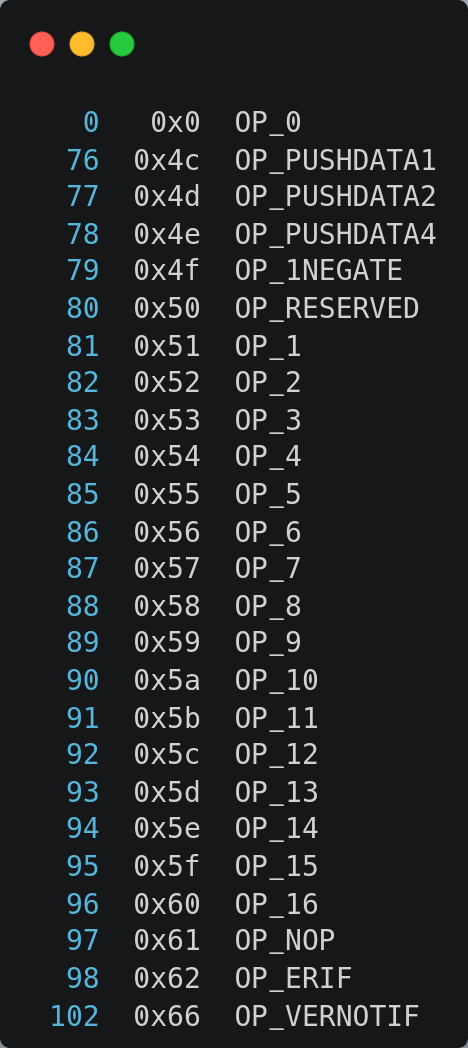 0 0x0 OP_0
76 0x4c OP_PUSHDATA1
77 0x4d OP_PUSHDATA2
78 0x4e OP_PUSHDATA4
79 0x4f OP_1NEGATE
80 0x50 OP_RESERVED
81 0x51 OP_1
82 0x52 OP_2
83 0x53 OP_3
84 0x54 OP_4
85 0x55 OP_5
86 0x56 OP_6
87 0x57 OP_7
88 0x58 OP_8
89 0x59 OP_9
90 0x5a OP_10
91 0x5b OP_11
92 0x5c OP_12
93 0x5d OP_13
94 0x5e OP_14
95 0x5f OP_15
96 0x60 OP_16
97 0x61 OP_NOP
98 0x62 OP_ERIF
102 0x66 OP_VERNOTIF